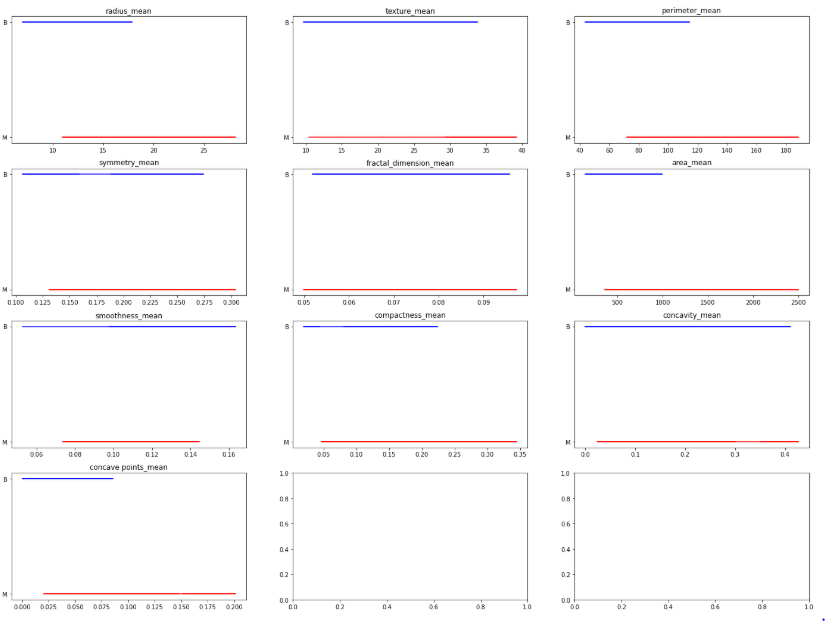 radius_mean texture_mean perimeter_mean
B B B
M M M
10 15 20 25 10 15 20 25 30 35 40 40 60 80 100 120 140 160 180
symmetry_mean fractal_dimension_mean area_mean
B B B
M M M
0.100 0.125 0.150 0.175 0.200 0.225 0.250 0.275 0.300 0.05 0.06 0.07 0.08 0.09 500 1000 1500 2000 2500
smoothness_mean compactness_mean concavity_mean
B B B
M M M
0.06 0.08 0.10 0.12 0.14 0.16 0.05 0.10 0.15 0.20 0.25 0.30 0.35 0.0 0.1 0.2 0.3 0.4
concave points_mean
B
M
0.000 0.025 0.050 0.075 0.100 0.125 0.150 0.175 0.200
1.0
0.8
0.6
0.4
0.2
0.0
0.0 0.2 0.4 0.6 0.8 1.0
1.0
0.8
0.6
0.4
0.2
0.0
0.0 0.2 0.4 0.6 0.8 1.0